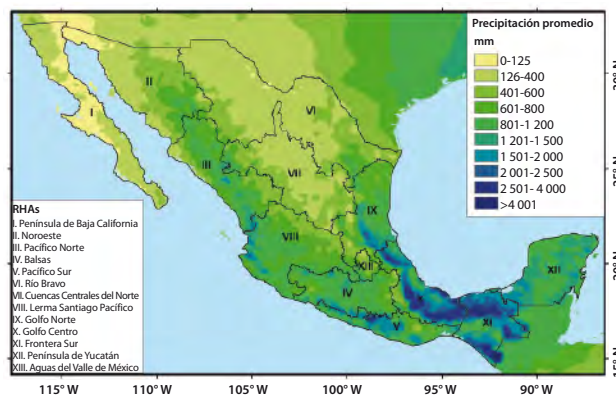 Precipitación promedio
mm
0-125
126-400
401-600
601-800
801-1 200
1 201-1 500
1 501-2 000
2 001-2 500
2 501- 4 000
>4 001
I
II
III
IV
V
VI
VII
VIII
IX
XI
XII
XIII
RHAs
I. Península de Baja California
II. Noroeste
III. Pacífico Norte
IV. Balsas
V. Pacífico Sur
VI. Río Bravo
VII. Cuencas Centrales del Norte
VIII. Lerma Santiago Pacífico
IX. Golfo Norte
X. Golfo Centro
XI. Frontera Sur
XII. Península de Yucatán
XIII. Aguas del Valle de México
115°W 110°W 105°W 100°W 95°W 90°W
15° N